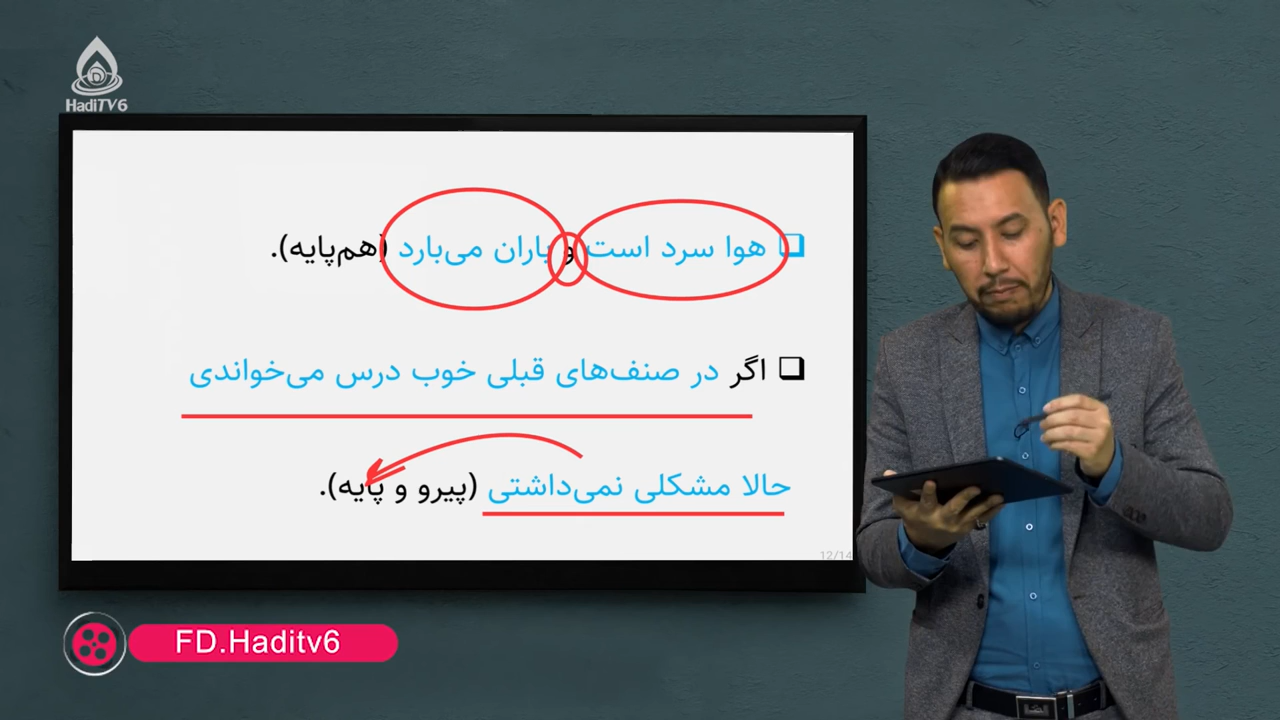 HadiTV6
هوا سرد است و باران می‌بارد (هم‌پایه).
اگر در صنف‌های قبلی خوب درس می‌خواندی
حالا مشکلی نمی‌داشتی (پیرو و پایه).
12/14
FD.Haditv6